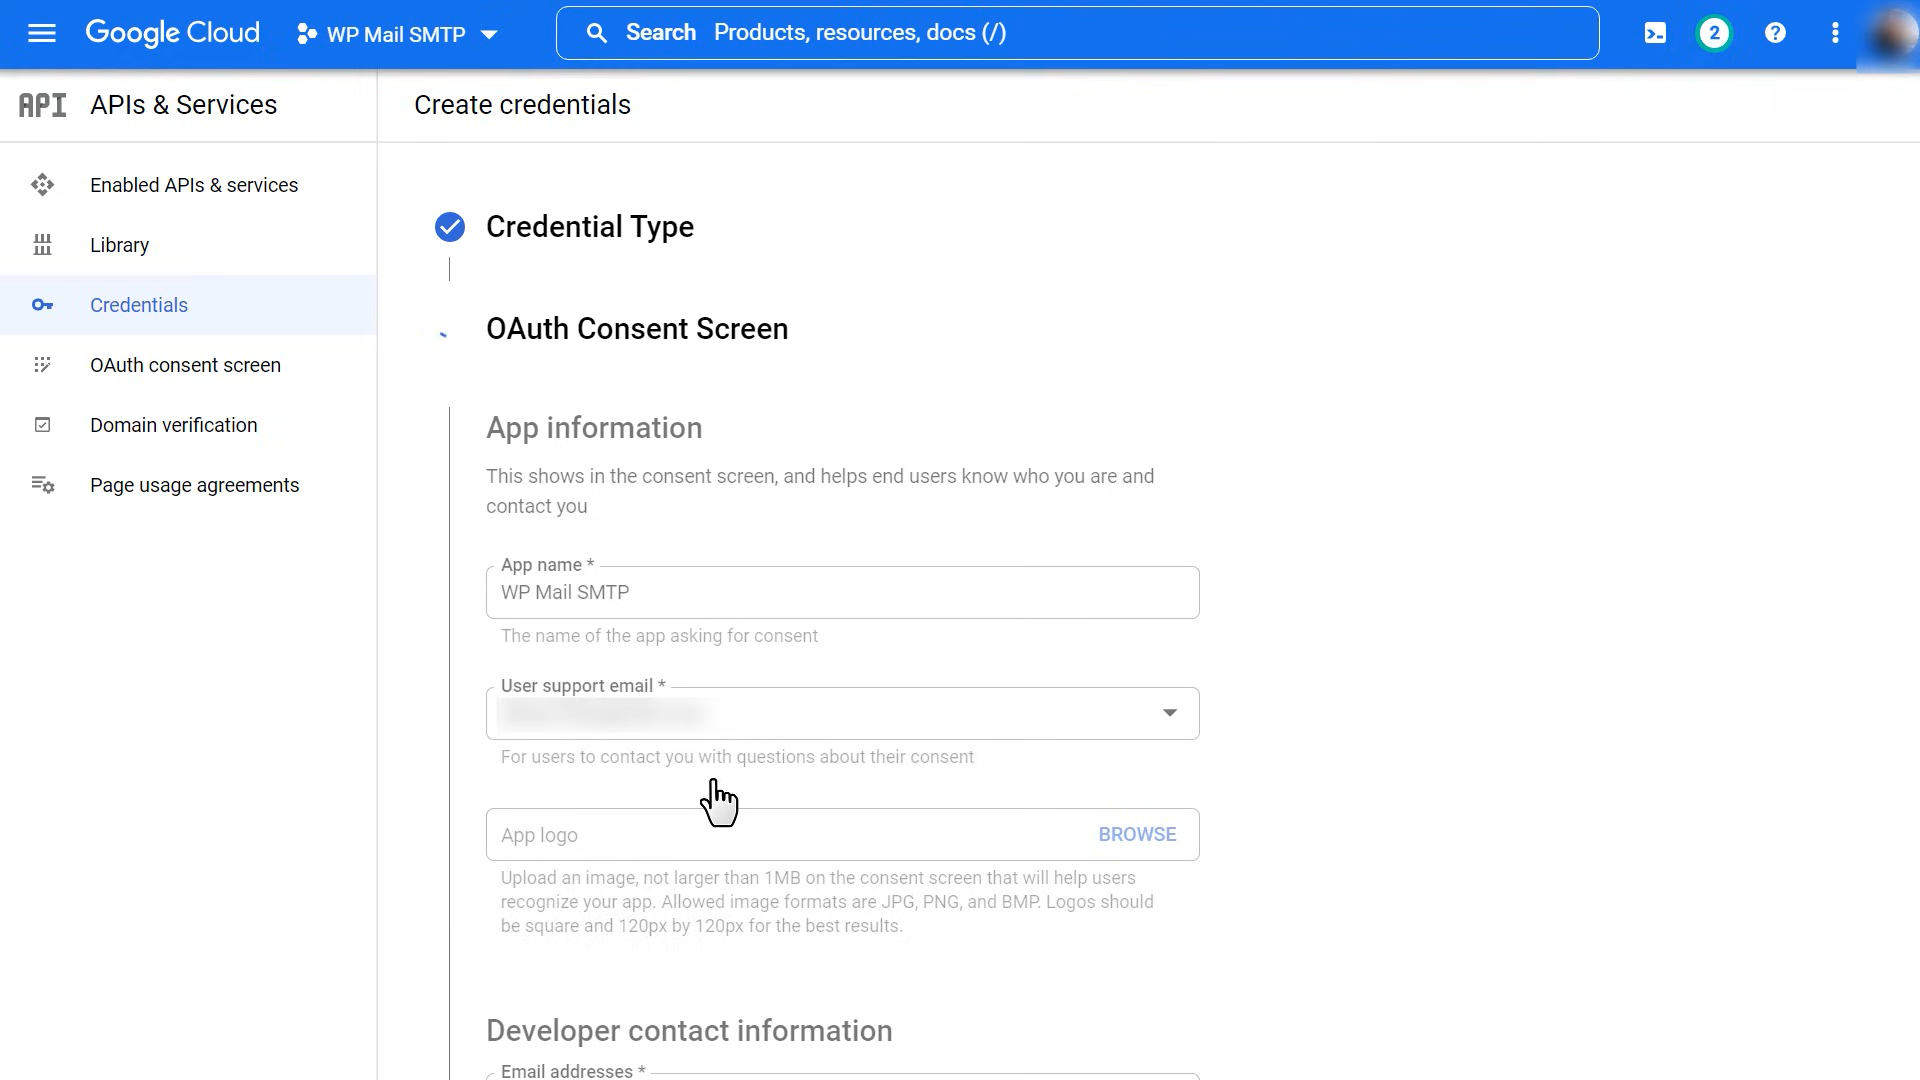 Google Cloud
WP Mail SMTP
Search Products, resources, docs (/)
2
?
API
APIs & Services
Create credentials
Enabled APIs & services
Library
Credentials
OAuth consent screen
Domain verification
Page usage agreements
Credential Type
OAuth Consent Screen
App information
This shows in the consent screen, and helps end users know who you are and
contact you
App name *
WP Mail SMTP
The name of the app asking for consent
User support email *
For users to contact you with questions about their consent
App logo
BROWSE
Upload an image, not larger than 1MB on the consent screen that will help users
recognize your app. Allowed image formats are JPG, PNG, and BMP. Logos should
be square and 120px by 120px for the best results.
Developer contact information
Email addresses *